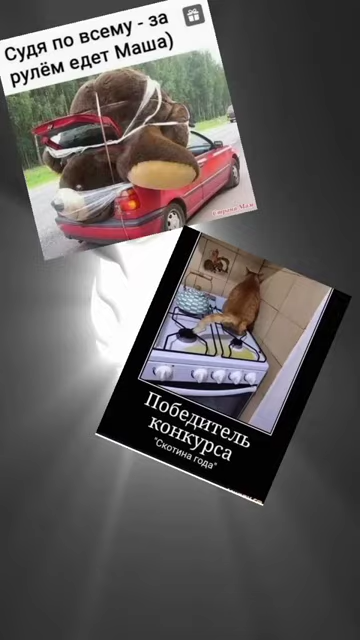 Судя по всему - за
рулём едет Маша)
Победитель
конкурса
"Скотина года"